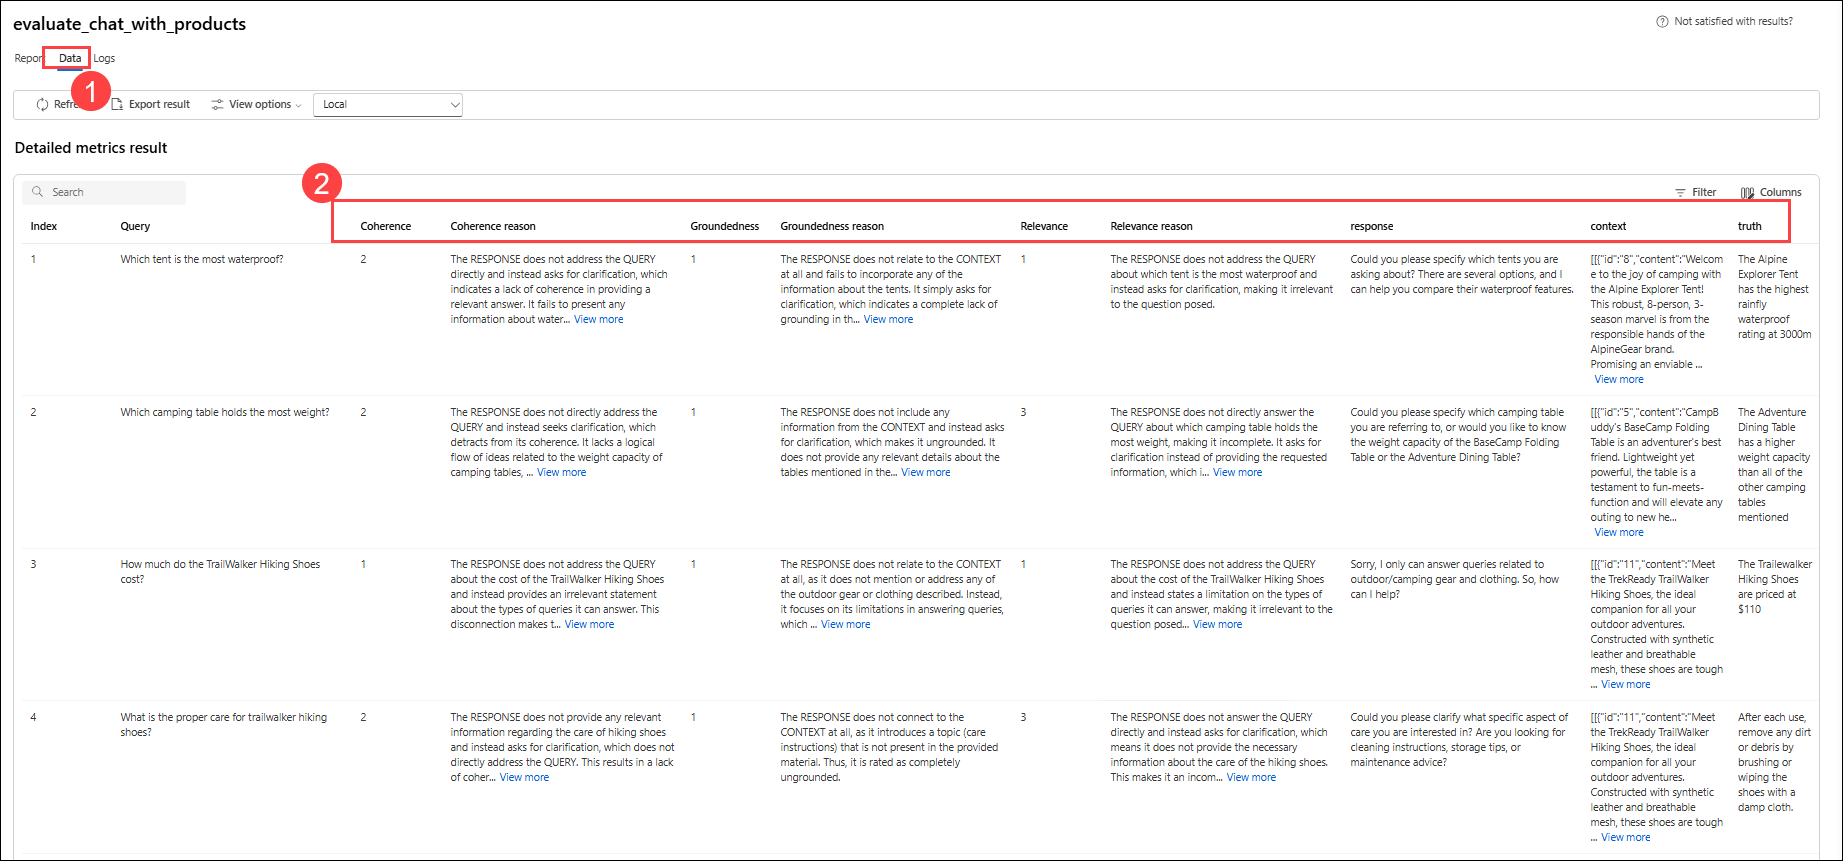 evaluate_chat_with_products
Not satisfied with results?
Report Data Logs
1
Export result View options Local
Detailed metrics result
2
Search
Filter Columns
Index Query Coherence Coherence reason Groundedness Groundedness reason Relevance Relevance reason response context truth
1
Which tent is the most waterproof?
2
The RESPONSE does not address the QUERY
directly and instead asks for clarification, which
indicates a lack of coherence in providing a
relevant answer. It fails to present any
information about water... View more
1
The RESPONSE does not relate to the CONTEXT
at all and fails to incorporate any of the
information about the tents. It simply asks for
clarification, which indicates a complete lack of
grounding in th... View more
1
The RESPONSE does not address the QUERY
about which tent is the most waterproof and
instead asks for clarification, making it irrelevant
to the question posed.
Could you please specify which tents you are
asking about? There are several options, and I
can help you compare their waterproof features.
[[{"id":"8","content":"Welcom
e to the joy of camping with
the Alpine Explorer Tent!
This robust, 8-person, 3-
season marvel is from the
responsible hands of the
AlpineGear brand.
Promising an enviable ...
View more
The Alpine
Explorer Tent
has the highest
rainfly
waterproof
rating at 3000m
2
Which camping table holds the most weight?
2
The RESPONSE does not directly address the
QUERY and instead seeks clarification, which
detracts from its coherence. It lacks a logical
flow of ideas related to the weight capacity of
camping tables, ... View more
1
The RESPONSE does not include any
information from the CONTEXT and instead asks
for clarification, which makes it ungrounded. It
does not provide any relevant details about the
tables mentioned in the... View more
3
The RESPONSE does not directly answer the
QUERY about which camping table holds the
most weight, making it incomplete. It asks for
clarification instead of providing the requested
information, which i... View more
Could you please specify which camping table
you are referring to, or would you like to know
the weight capacity of the BaseCamp Folding
Table or the Adventure Dining Table?
[[{"id":"5","content":"CampB
uddy's BaseCamp Folding
Table is an adventurer's best
friend. Lightweight yet
powerful, the table is a
testament to fun-meets-
function and will elevate any
outing to new he...
View more
The Adventure
Dining Table
has a higher
weight capacity
than all of the
other camping
tables
mentioned
3
How much do the TrailWalker Hiking Shoes
cost?
1
The RESPONSE does not address the QUERY
about the cost of the TrailWalker Hiking Shoes
and instead provides an irrelevant statement
about the types of queries it can answer. This
disconnection makes t... View more
1
The RESPONSE does not relate to the CONTEXT
at all, as it does not mention or address any of
the outdoor gear or clothing described. Instead,
it focuses on its limitations in answering queries,
which ... View more
1
The RESPONSE does not address the QUERY
about the cost of the TrailWalker Hiking Shoes
and instead states a limitation on the types of
queries it can answer, making it irrelevant to the
question posed... View more
Sorry, I only can answer queries related to
outdoor/camping gear and clothing. So, how
can I help?
[[{"id":"11","content":"Meet
the TrekReady TrailWalker
Hiking Shoes, the ideal
companion for all your
outdoor adventures.
Constructed with synthetic
leather and breathable
mesh, these shoes are tough
... View more
The Trailewalker
Hiking Shoes
are priced at
$110
4
What is the proper care for trailwalker hiking
shoes?
2
The RESPONSE does not provide any relevant
information regarding the care of hiking shoes
and instead asks for clarification, which does not
directly address the QUERY. This results in a lack
of coher... View more
1
The RESPONSE does not connect to the
CONTEXT at all, as it introduces a topic (care
instructions) that is not present in the provided
material. Thus, it is rated as completely
ungrounded.
3
The RESPONSE does not answer the QUERY
directly and instead asks for clarification, which
means it does not provide the necessary
information about the care of the hiking shoes.
This makes it an incom... View more
Could you please clarify what specific aspect of
care you are interested in? Are you looking for
cleaning instructions, storage tips, or
maintenance advice?
[[{"id":"11","content":"Meet
the TrekReady TrailWalker
Hiking Shoes, the ideal
companion for all your
outdoor adventures.
Constructed with synthetic
leather and breathable
mesh, these shoes are tough
... View more
After each use,
remove any dirt
or debris by
brushing or
wiping the
shoes with a
damp cloth.